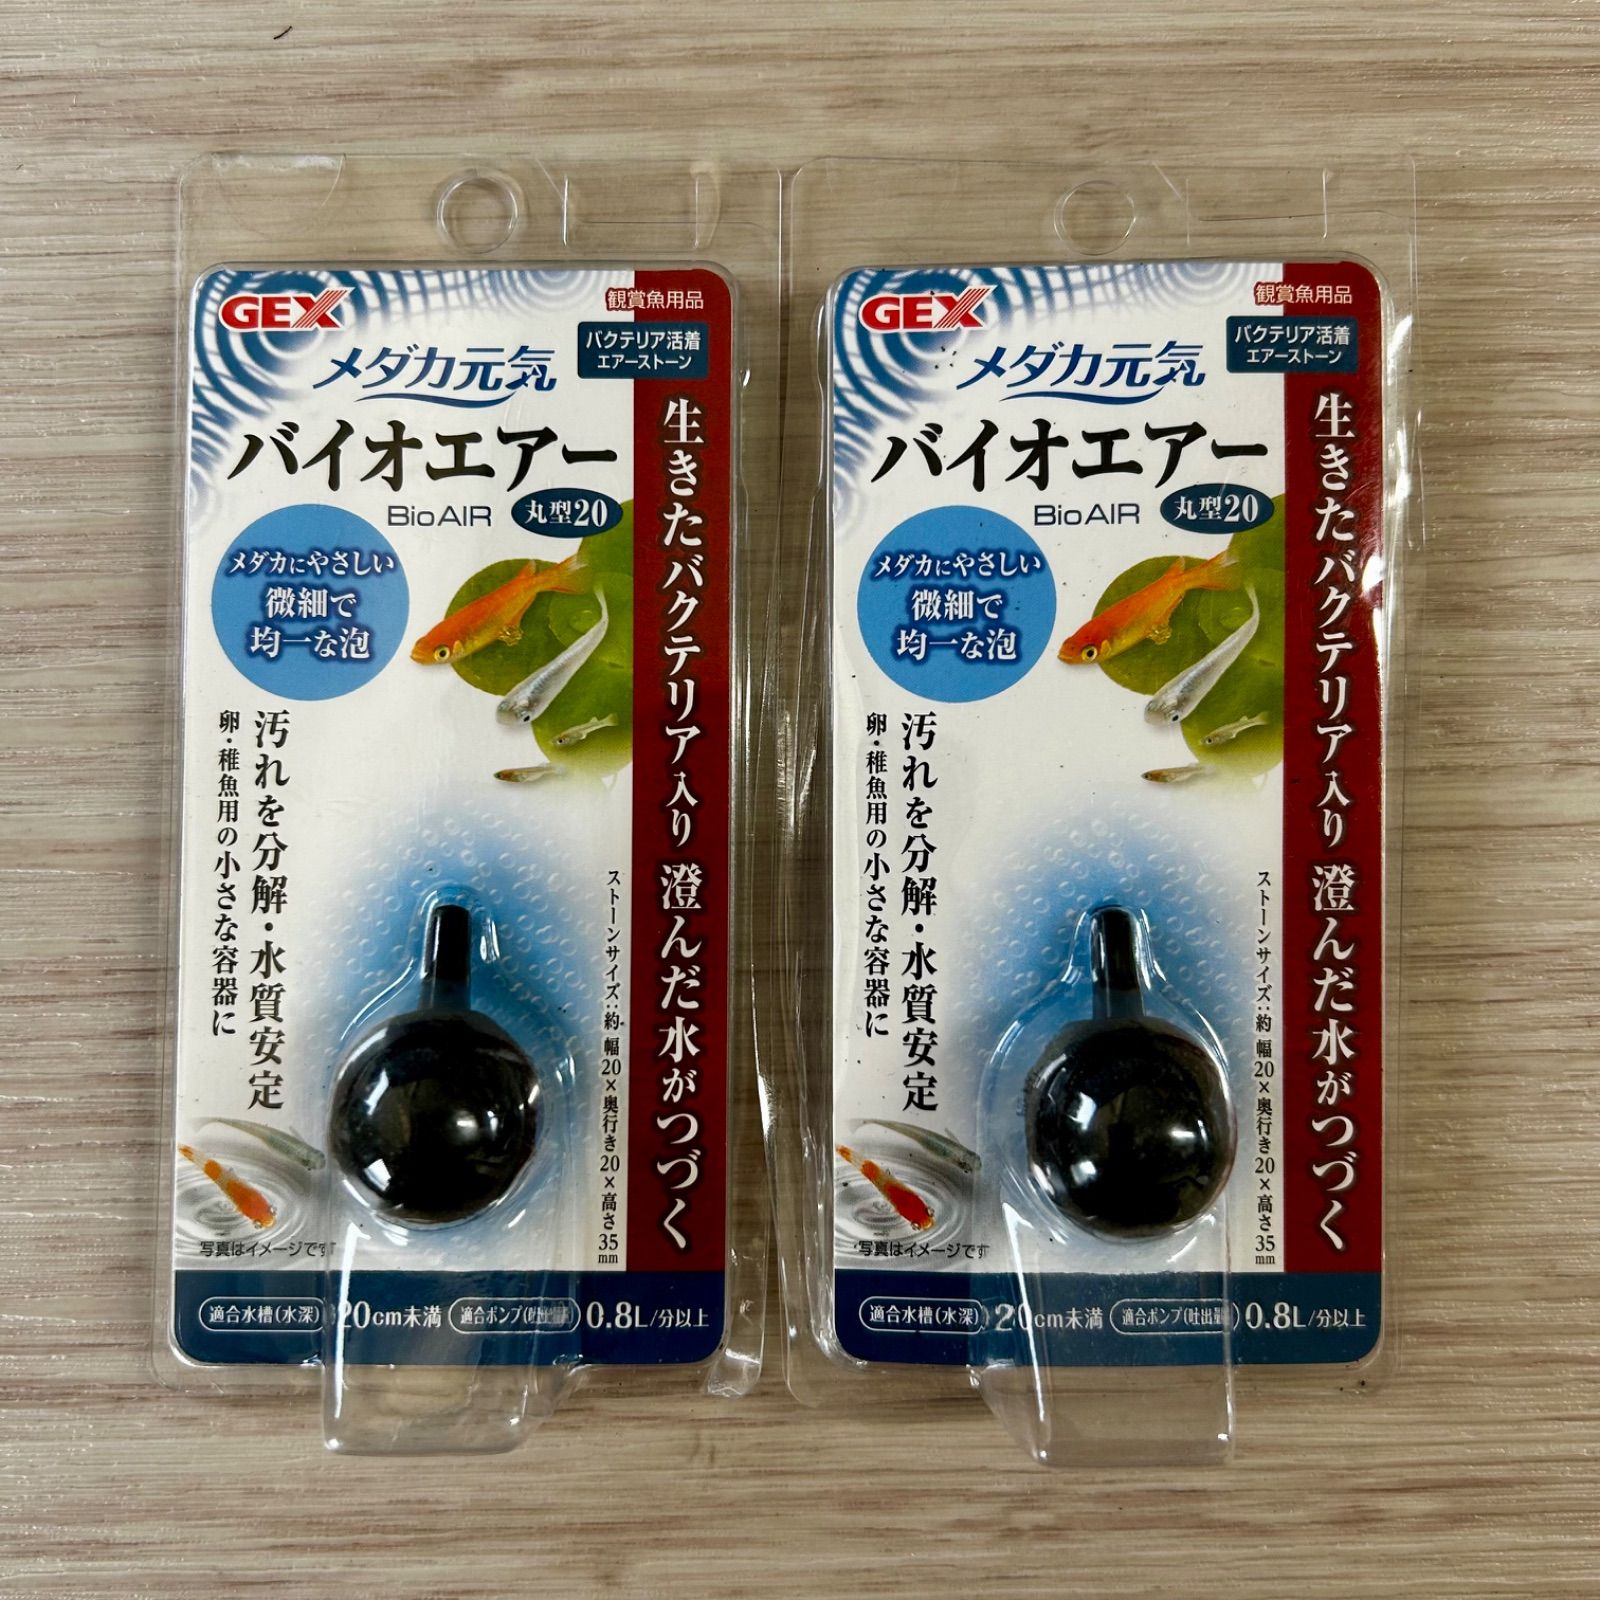 GEX
観賞魚用品
バクテリア活着
エアーストーン
メダカ元気
バイオエアー
BioAIR
丸型20
メダカにやさしい
微細で
均一な泡
生きたバクテリア入り 澄んだ水がつづく
汚れを分解・水質安定
卵・稚魚用の小さな容器に
ストーンサイズ:約 幅20×奥行き20×高さ35mm
写真はイメージです
適合水槽(水深) 20cm未満 適合ポンプ(吐出量) 0.8L/分以上
GEX
観賞魚用品
バクテリア活着
エアーストーン
メダカ元気
バイオエアー
BioAIR
丸型20
メダカにやさしい
微細で
均一な泡
生きたバクテリア入り 澄んだ水がつづく
汚れを分解・水質安定
卵・稚魚用の小さな容器に
ストーンサイズ:約 幅20×奥行き20×高さ35mm
写真はイメージです
適合水槽(水深) 20cm未満 適合ポンプ(吐出量) 0.8L/分以上